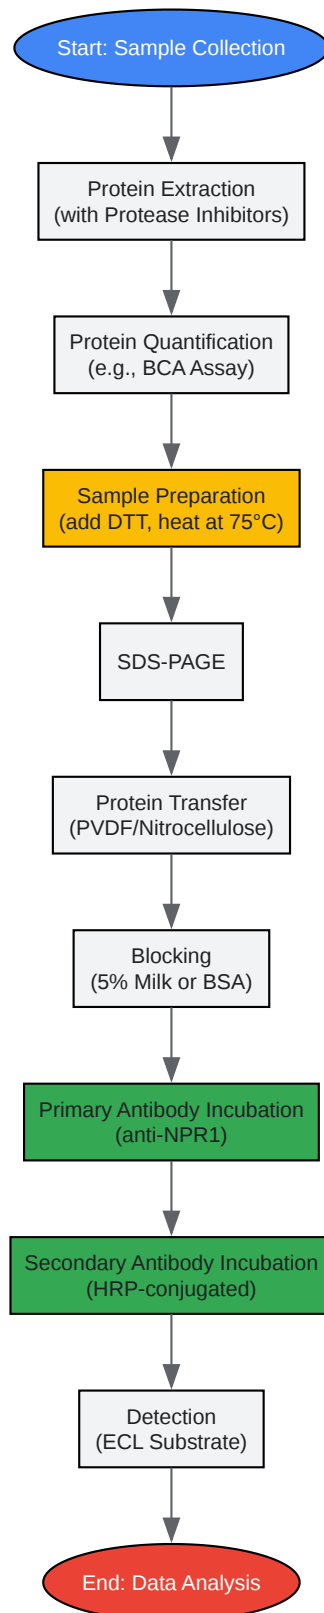 Start: Sample Collection
Protein Extraction
(with Protease Inhibitors)
Protein Quantification
(e.g., BCA Assay)
Sample Preparation
(add DTT, heat at 75°C)
SDS-PAGE
Protein Transfer
(PVDF/Nitrocellulose)
Blocking
(5% Milk or BSA)
Primary Antibody Incubation
(anti-NPR1)
Secondary Antibody Incubation
(HRP-conjugated)
Detection
(ECL Substrate)
End: Data Analysis